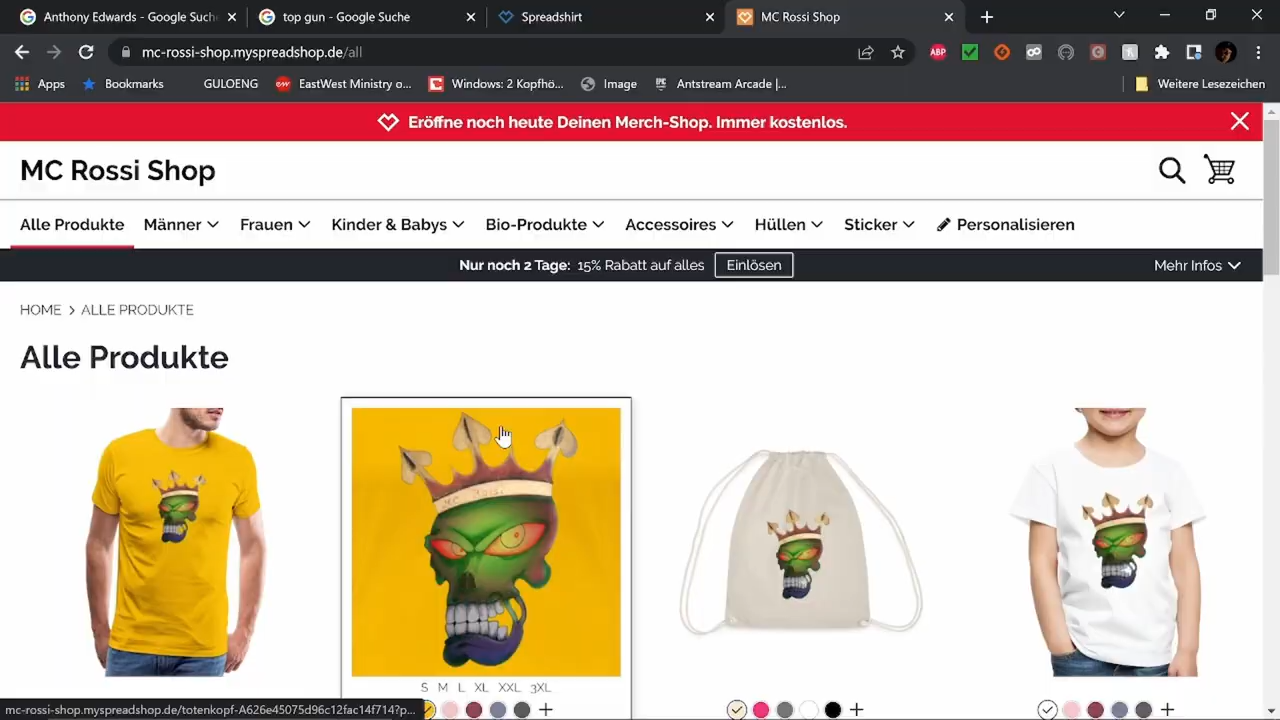 Anthony Edwards - Google Suche
top gun - Google Suche
Spreadshirt
MC Rossi Shop
mc-rossi-shop.myspreadshop.de/all
ABP
Apps
Bookmarks
GULOENG
EastWest Ministry o...
Windows: 2 Kopfhö...
Image
Antstream Arcade |...
Weitere Lesezeichen
Eröffne noch heute Deinen Merch-Shop. Immer kostenlos.
MC Rossi Shop
Alle Produkte
Männer
Frauen
Kinder & Babys
Bio-Produkte
Accessoires
Hüllen
Sticker
Personalisieren
Nur noch 2 Tage: 15% Rabatt auf alles
Einlösen
Mehr Infos
HOME > ALLE PRODUKTE
Alle Produkte
S M L XL XXL 3XL
mc-rossi-shop.myspreadshop.de/totenkopf-A626e45075d96c12fac14f714?p...